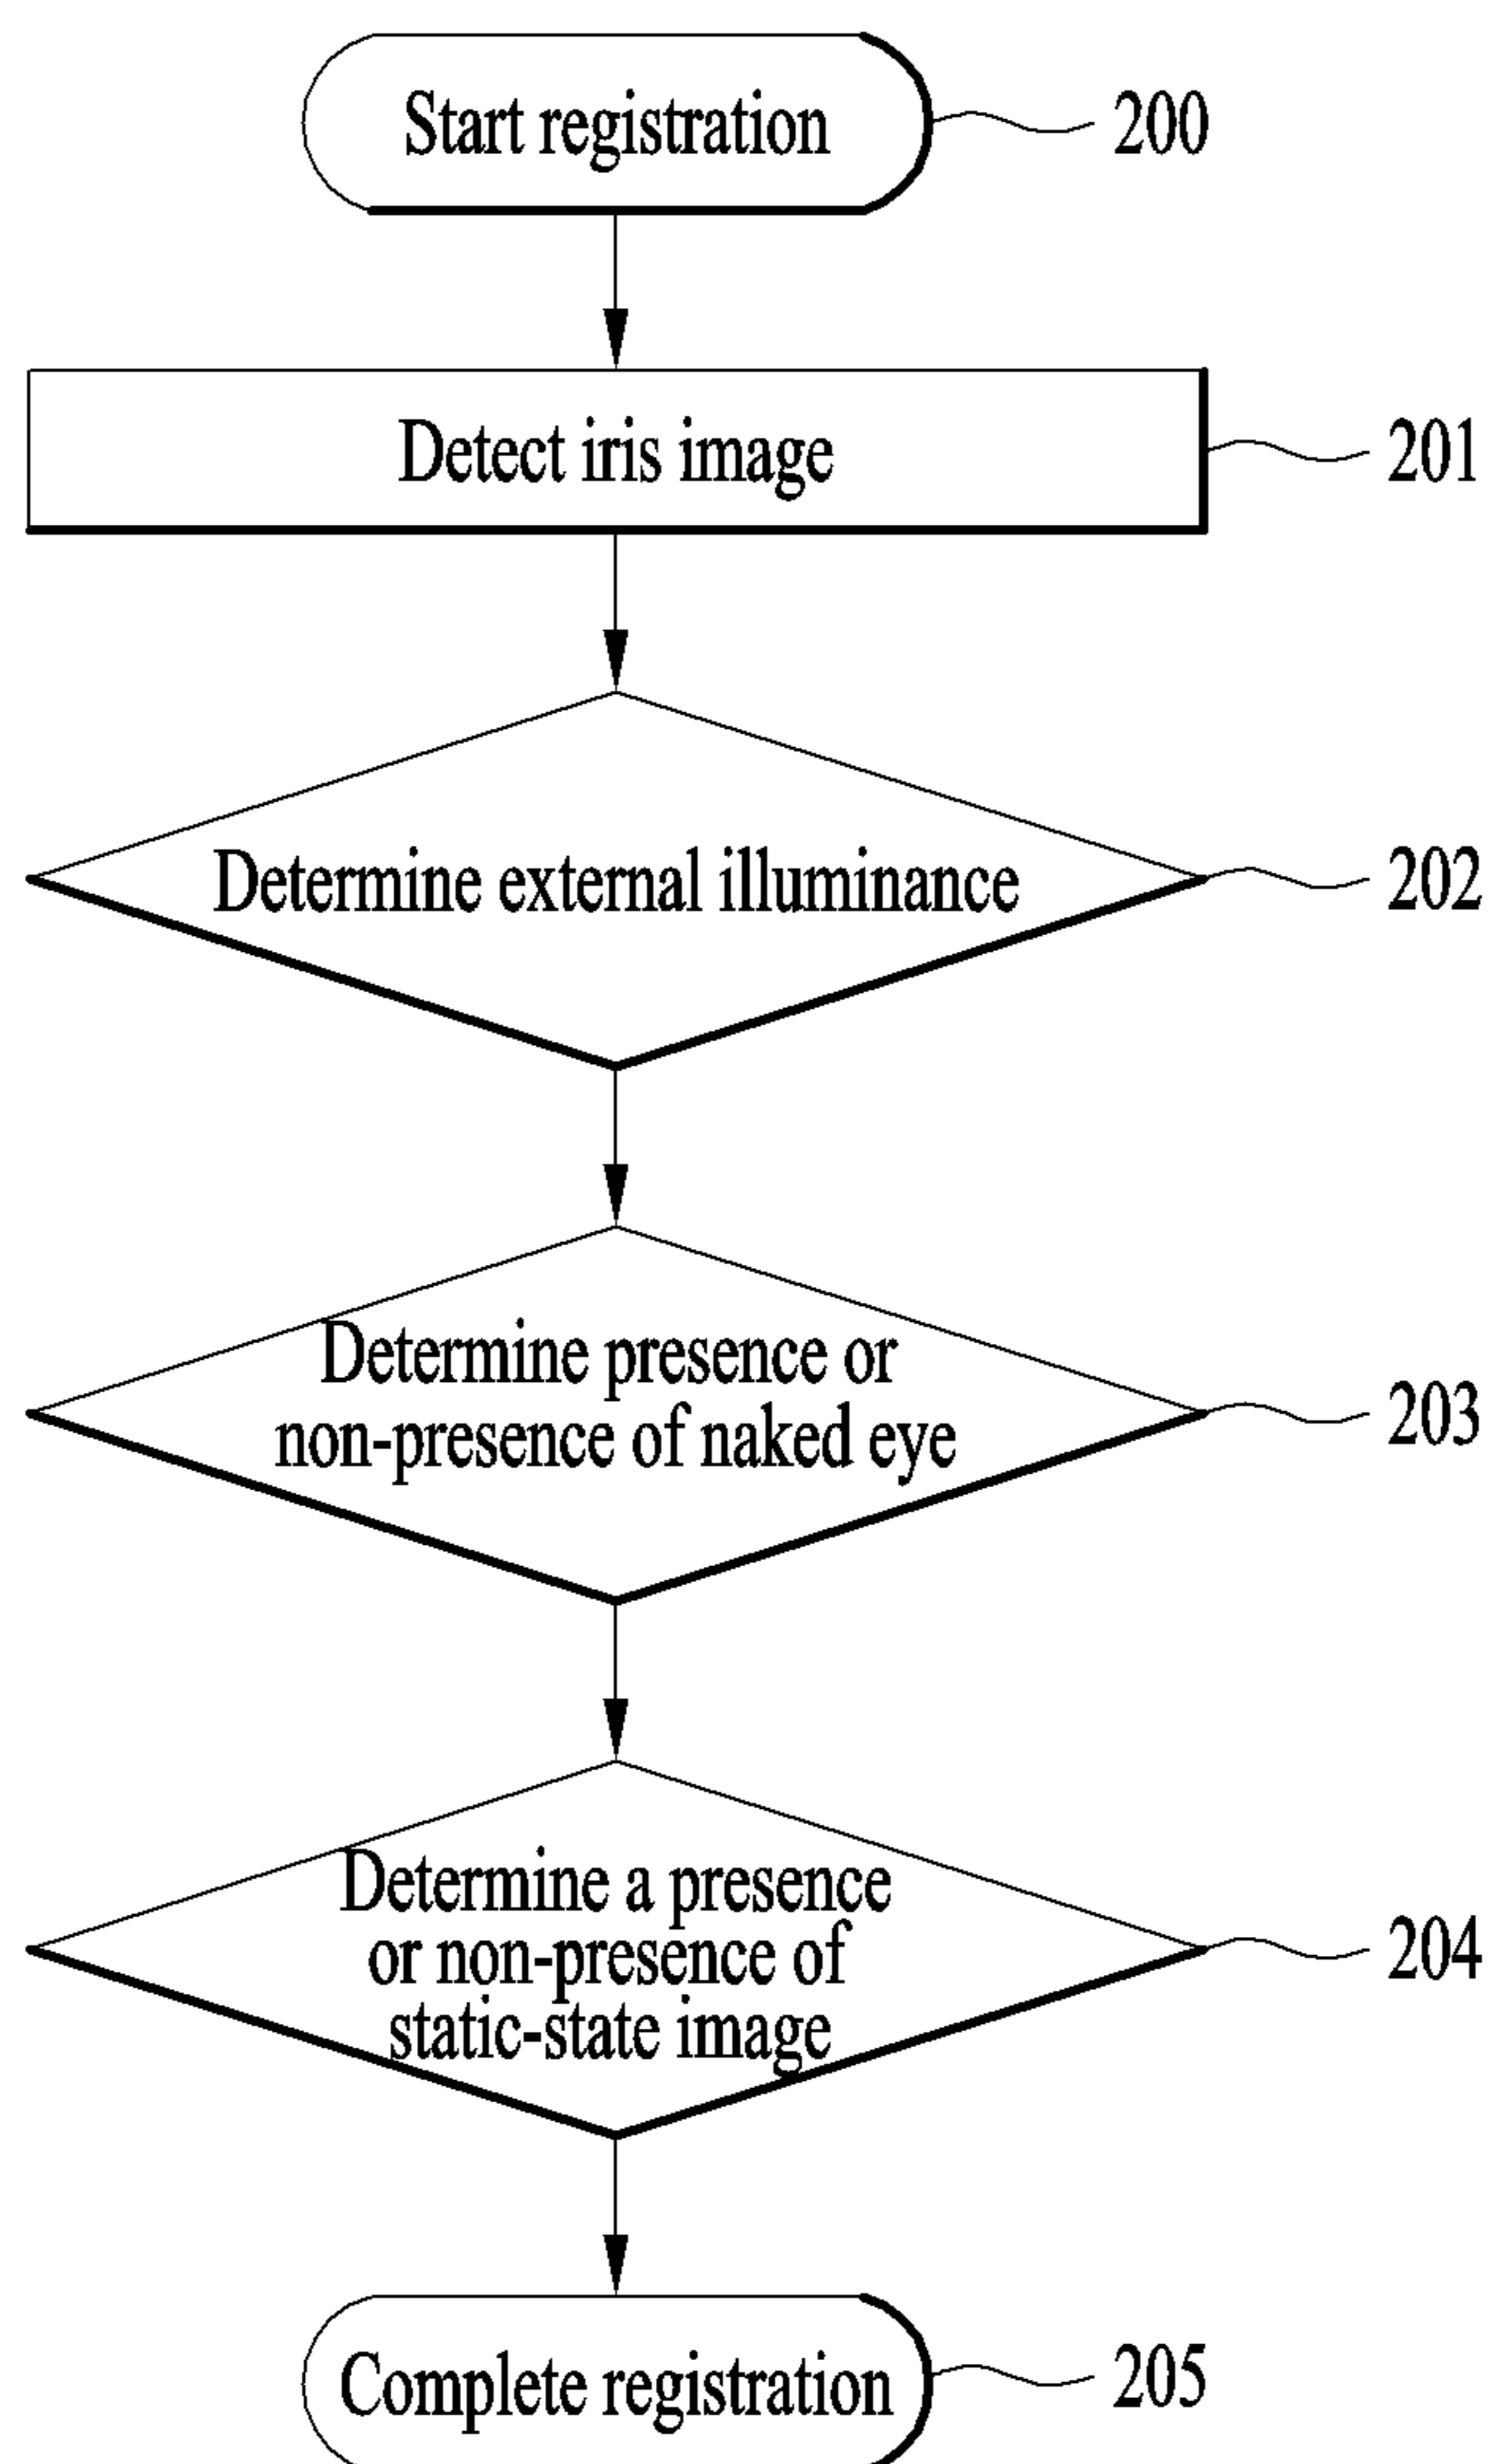 Start registration
200
Detect iris image
201
Determine external illuminance
202
Determine presence or
non-presence of naked eye
203
Determine a presence
or non-presence of
static-state image
204
Complete registration
205